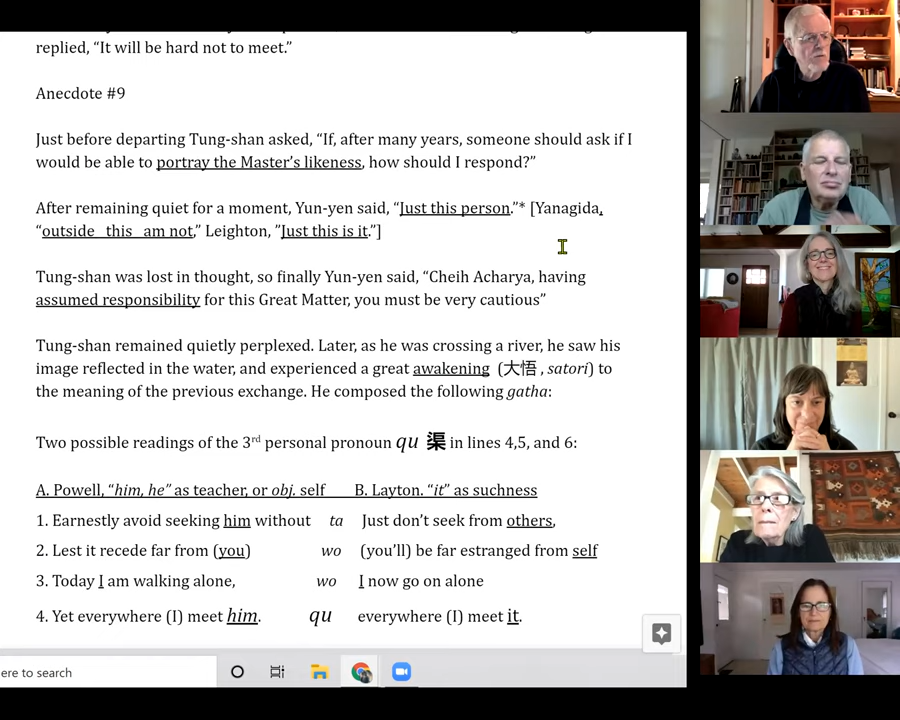 replied, “It will be hard not to meet.”
Anecdote #9
Just before departing Tung-shan asked, “If, after many years, someone should ask if I
would be able to portray the Master’s likeness, how should I respond?”
After remaining quiet for a moment, Yun-yen said, “Just this person.”* [Yanagida,
“outside this am not,” Leighton, ”Just this is it.”]
Tung-shan was lost in thought, so finally Yun-yen said, “Cheih Acharya, having
assumed responsibility for this Great Matter, you must be very cautious”
Tung-shan remained quietly perplexed. Later, as he was crossing a river, he saw his
image reflected in the water, and experienced a great awakening (大悟 , satori) to
the meaning of the previous exchange. He composed the following gatha:
Two possible readings of the 3rd personal pronoun qu 渠 in lines 4,5, and 6:
A. Powell, “him, he” as teacher, or obj. self B. Layton. “it” as suchness
1. Earnestly avoid seeking him without ta Just don’t seek from others,
2. Lest it recede far from (you) wo (you’ll) be far estranged from self
3. Today I am walking alone, wo I now go on alone
4. Yet everywhere (I) meet him. qu everywhere (I) meet it.
ere to search